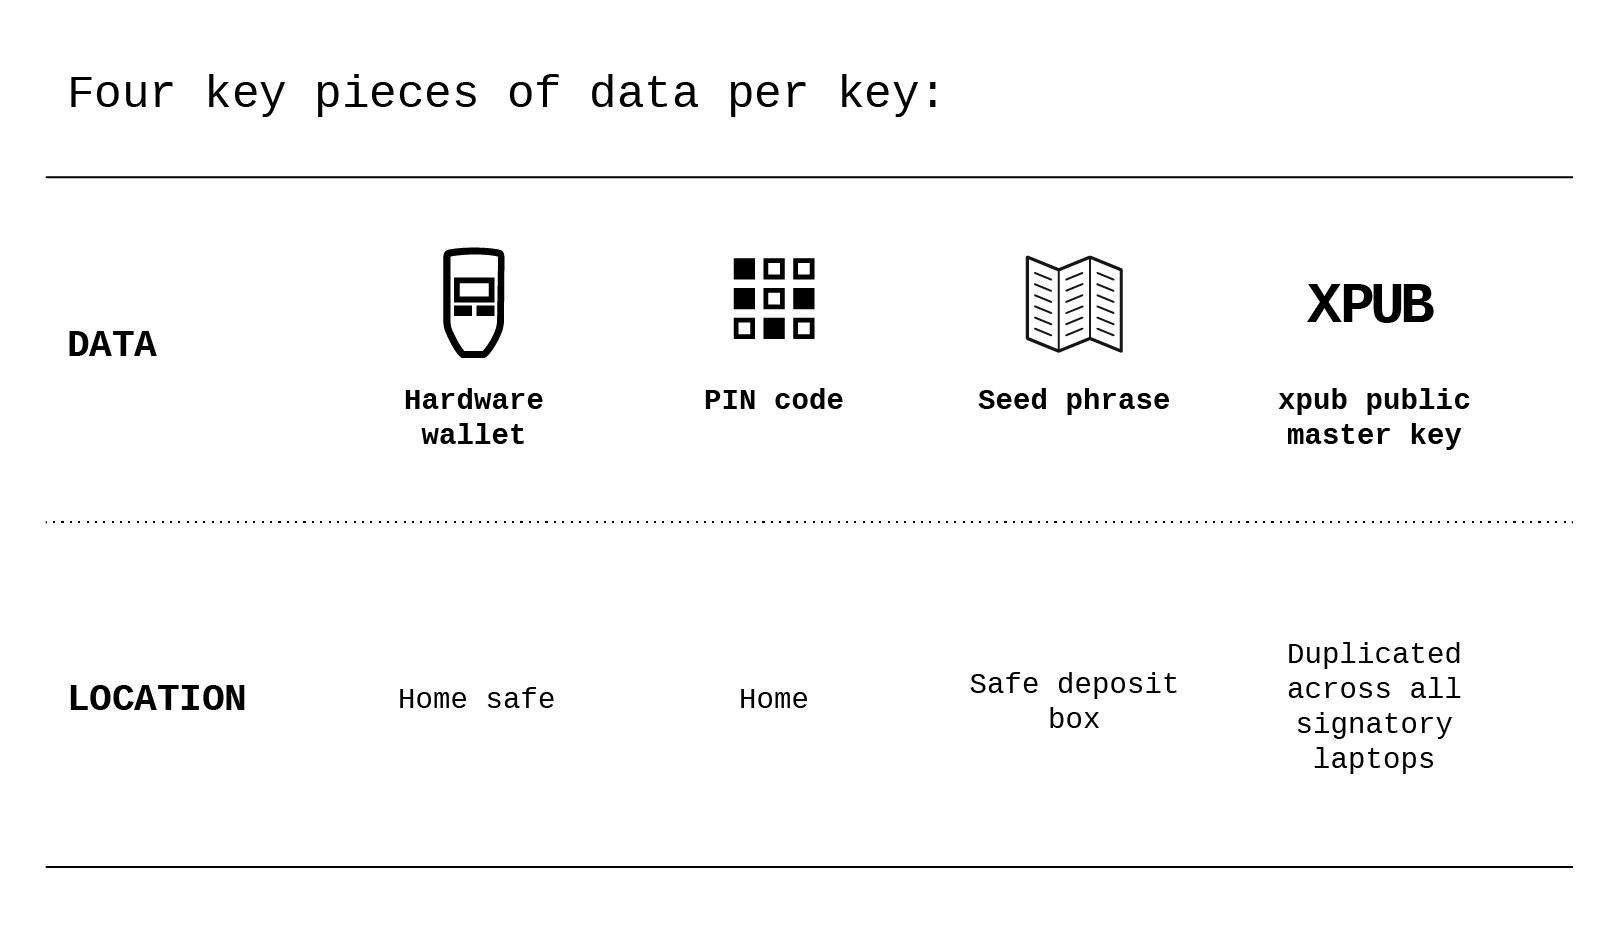 Four key pieces of data per key:
DATA
XPUB
Hardware
wallet
PIN code
Seed phrase
xpub public
master key
LOCATION
Home safe
Home
Safe deposit
box
Duplicated
across all
signatory
laptops